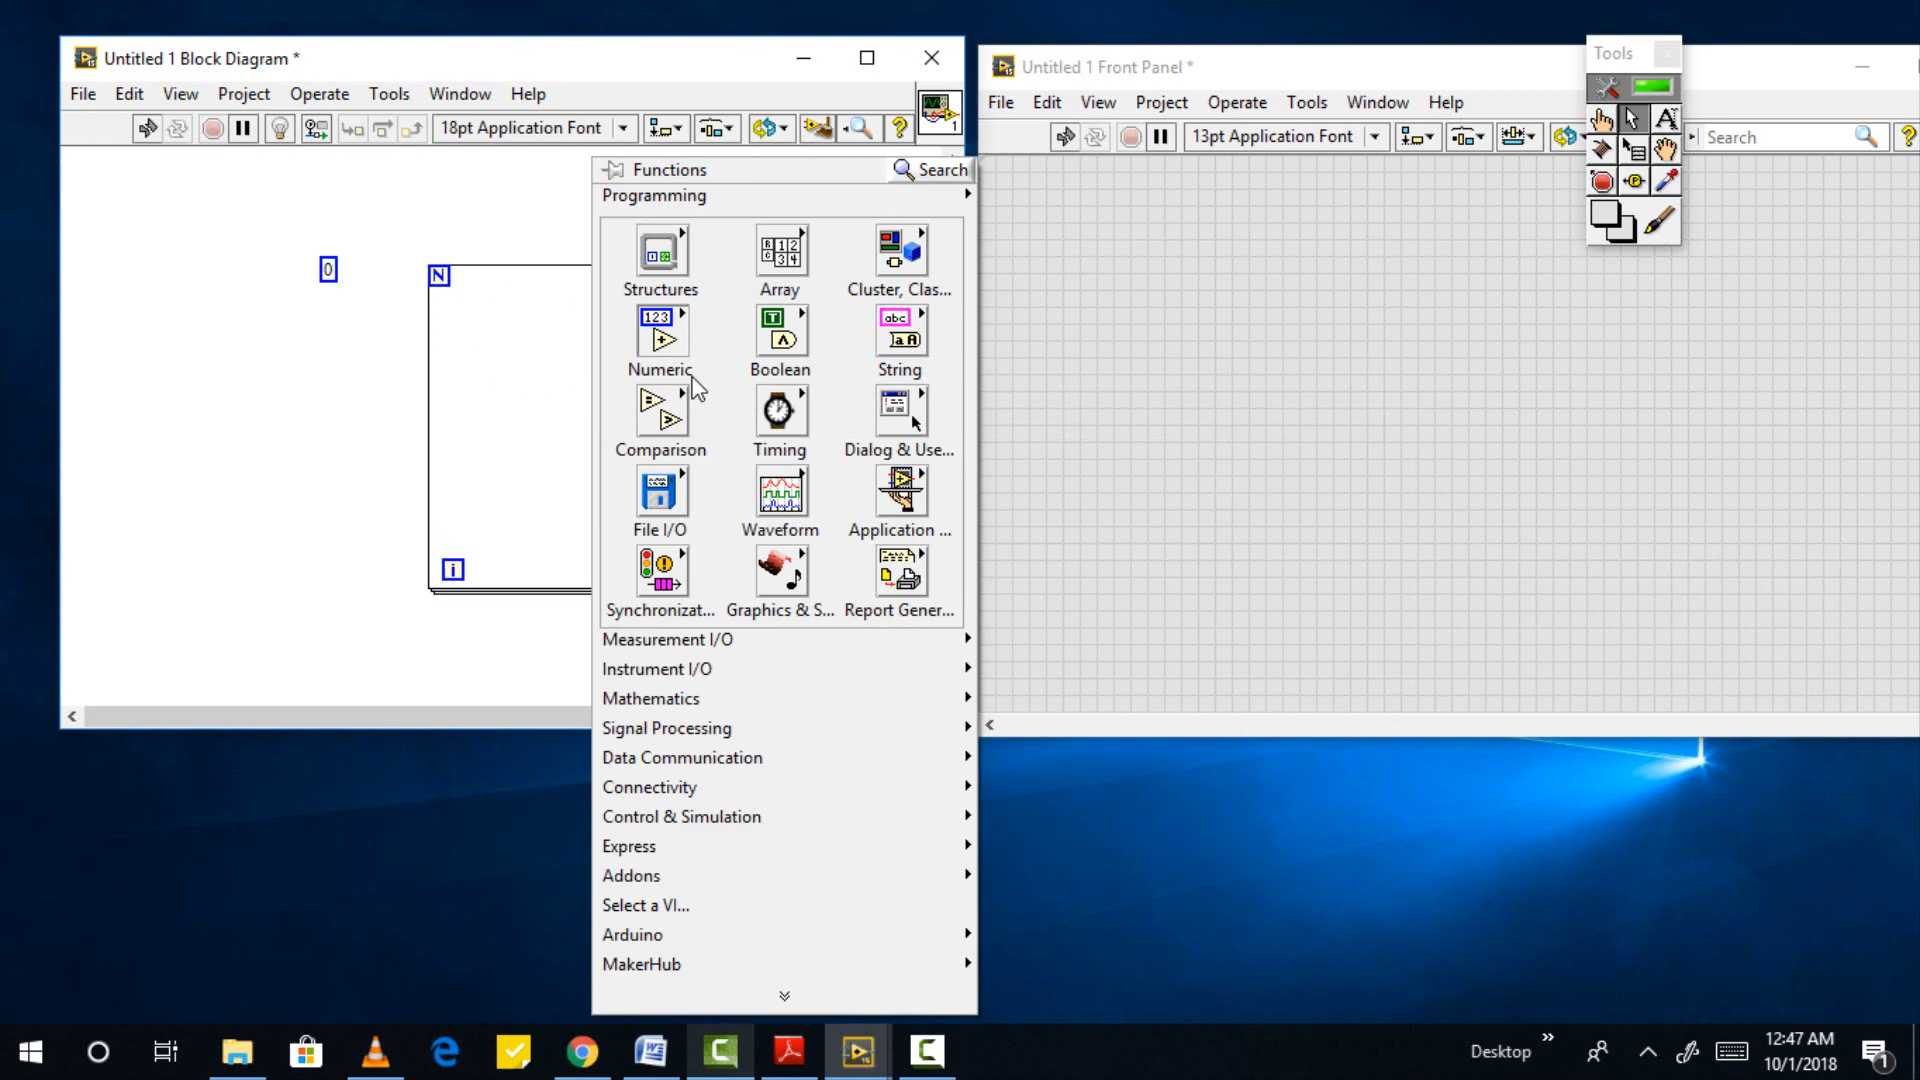 Untitled 1 Block Diagram *
File Edit View Project Operate Tools Window Help
18pt Application Font
1
0
N
i
Functions
Search
Programming
Structures
Array
Cluster, Clas...
Numeric
Boolean
String
Comparison
Timing
Dialog & Use...
File I/O
Waveform
Application ...
Synchronizat...
Graphics & S...
Report Gener...
Measurement I/O
Instrument I/O
Mathematics
Signal Processing
Data Communication
Connectivity
Control & Simulation
Express
Addons
Select a VI...
Arduino
MakerHub
Untitled 1 Front Panel *
File Edit View Project Operate Tools Window Help
13pt Application Font
Search
Tools
Desktop
12:47 AM
10/1/2018
1